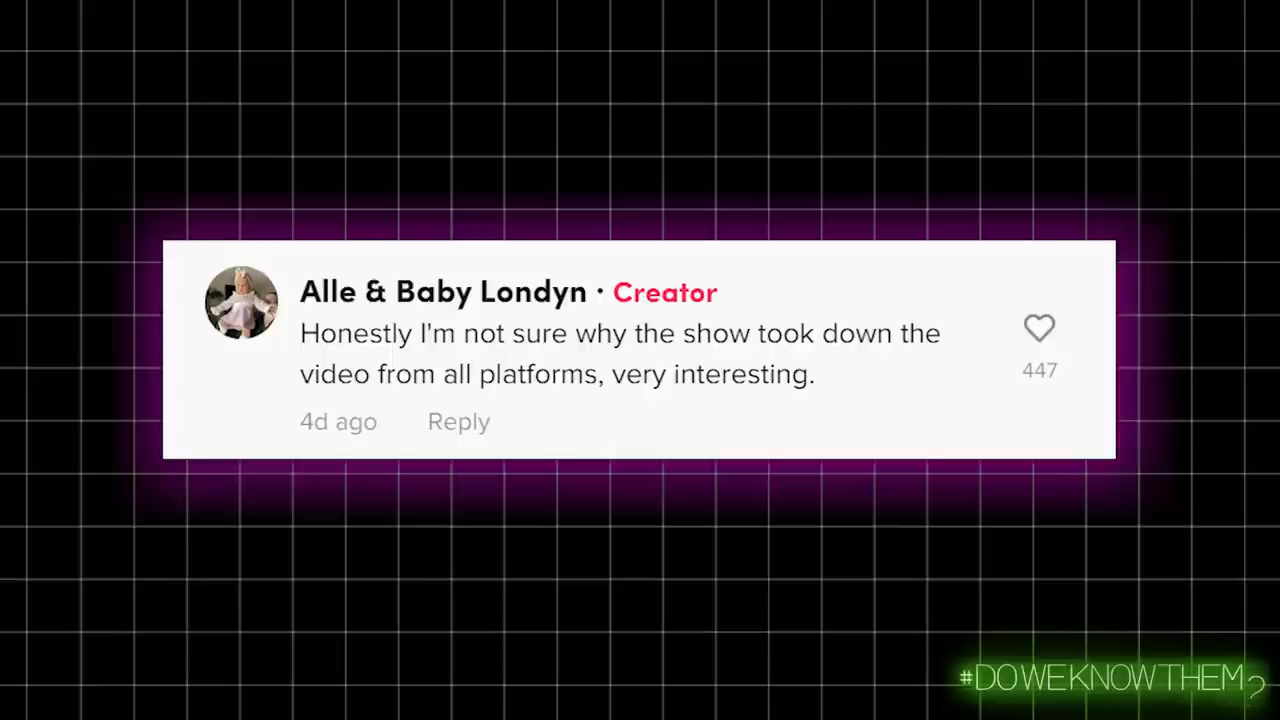 Alle & Baby Londyn · Creator
Honestly I'm not sure why the show took down the
video from all platforms, very interesting.
447
4d ago Reply
#DOWEKNOWTHEM?